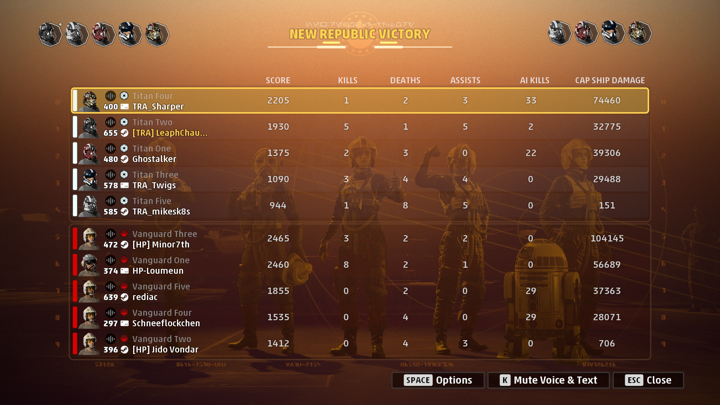 NEW REPUBLIC VICTORY
SCORE KILLS DEATHS ASSISTS AI KILLS CAP SHIP DAMAGE
Titan Four
400 TRA_Sharper 2205 1 2 3 33 74460
Titan Two
655 [TRA] LeaphChau... 1930 5 1 5 2 32775
Titan One
480 Ghostalker 1375 2 3 0 22 39306
Titan Three
578 TRA_Twigs 1090 3 4 4 0 29488
Titan Five
585 TRA_mikesk8s 944 1 8 5 0 151
Vanguard Three
472 [HP] Minor7th 2465 3 2 2 0 104145
Vanguard One
374 HP-Loumeun 2460 8 2 1 0 56689
Vanguard Five
639 rediac 1855 0 2 0 29 37363
Vanguard Four
297 Schneeflockchen 1535 0 4 0 29 28071
Vanguard Two
396 [HP] Jido Vondar 1412 0 4 3 0 706
SPACE Options K Mute Voice & Text ESC Close